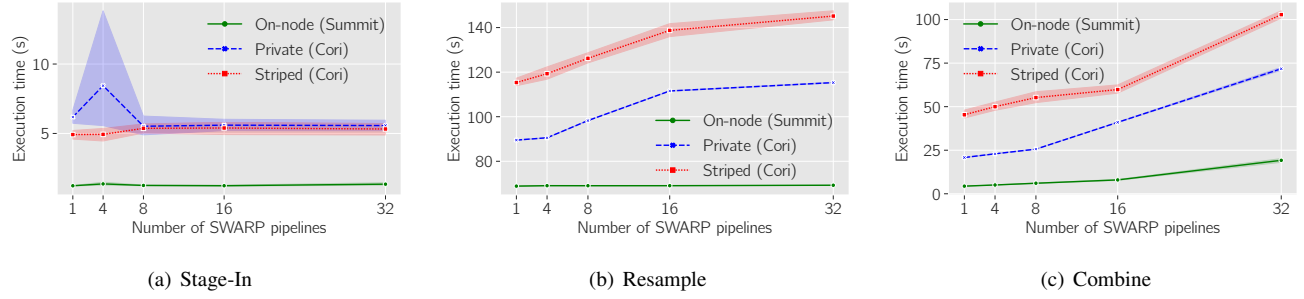 Execution time (s)
10
5
On-node (Summit)
Private (Cori)
Striped (Cori)
1 4 8 16 32
Number of SWARP pipelines
(a) Stage-In
Execution time (s)
140
120
100
80
On-node (Summit)
Private (Cori)
Striped (Cori)
1 4 8 16 32
Number of SWARP pipelines
(b) Resample
Execution time (s)
100
75
50
25
0
On-node (Summit)
Private (Cori)
Striped (Cori)
1 4 8 16 32
Number of SWARP pipelines
(c) Combine